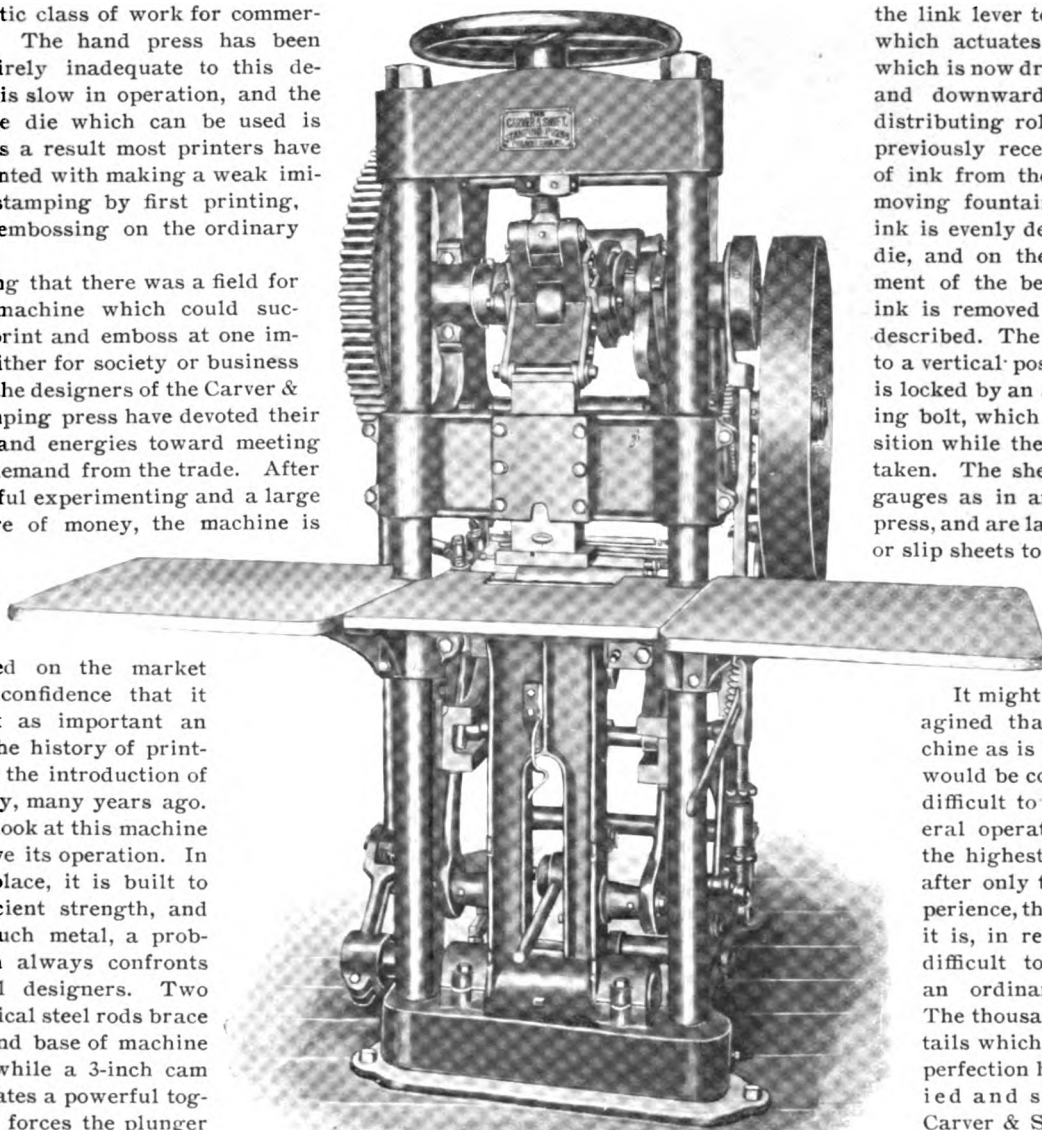 tic class of work for commer-
The hand press has been
irely inadequate to this de-
is slow in operation, and the
e die which can be used is
s a result most printers have
nted with making a weak imi-
stamping by first printing,
embossing on the ordinary
ng that there was a field for
machine which could suc-
print and emboss at one im-
ither for society or business
he designers of the Carver &
ping press have devoted their
and energies toward meeting
lemand from the trade. After
ful experimenting and a large
re of money, the machine is
ed on the market
confidence that it
as important an
he history of print-
the introduction of
y, many years ago.
ook at this machine
ve its operation. In
place, it is built to
cient strength, and
uch metal, a prob-
always confronts
l designers. Two
ical steel rods brace
nd base of machine
while a 3-inch cam
ates a powerful tog-
forces the plunger
THE
CARVER & SWIFT
STAMPING PRESS
the link lever to
which actuates
which is now dr
and downward
distributing rol
previously rece
of ink from the
moving fountai
ink is evenly de
die, and on the
ment of the be
ink is removed
described. The
to a vertical pos
is locked by an
ing bolt, which
sition while the
taken. The she
gauges as in an
press, and are la
or slip sheets to
It might
agined tha
chine as is
would be co
difficult to
eral operat
the highest
after only t
perience, th
it is, in re
difficult to
an ordina
The thousa
tails which
perfection h
ied and s
Carver & S